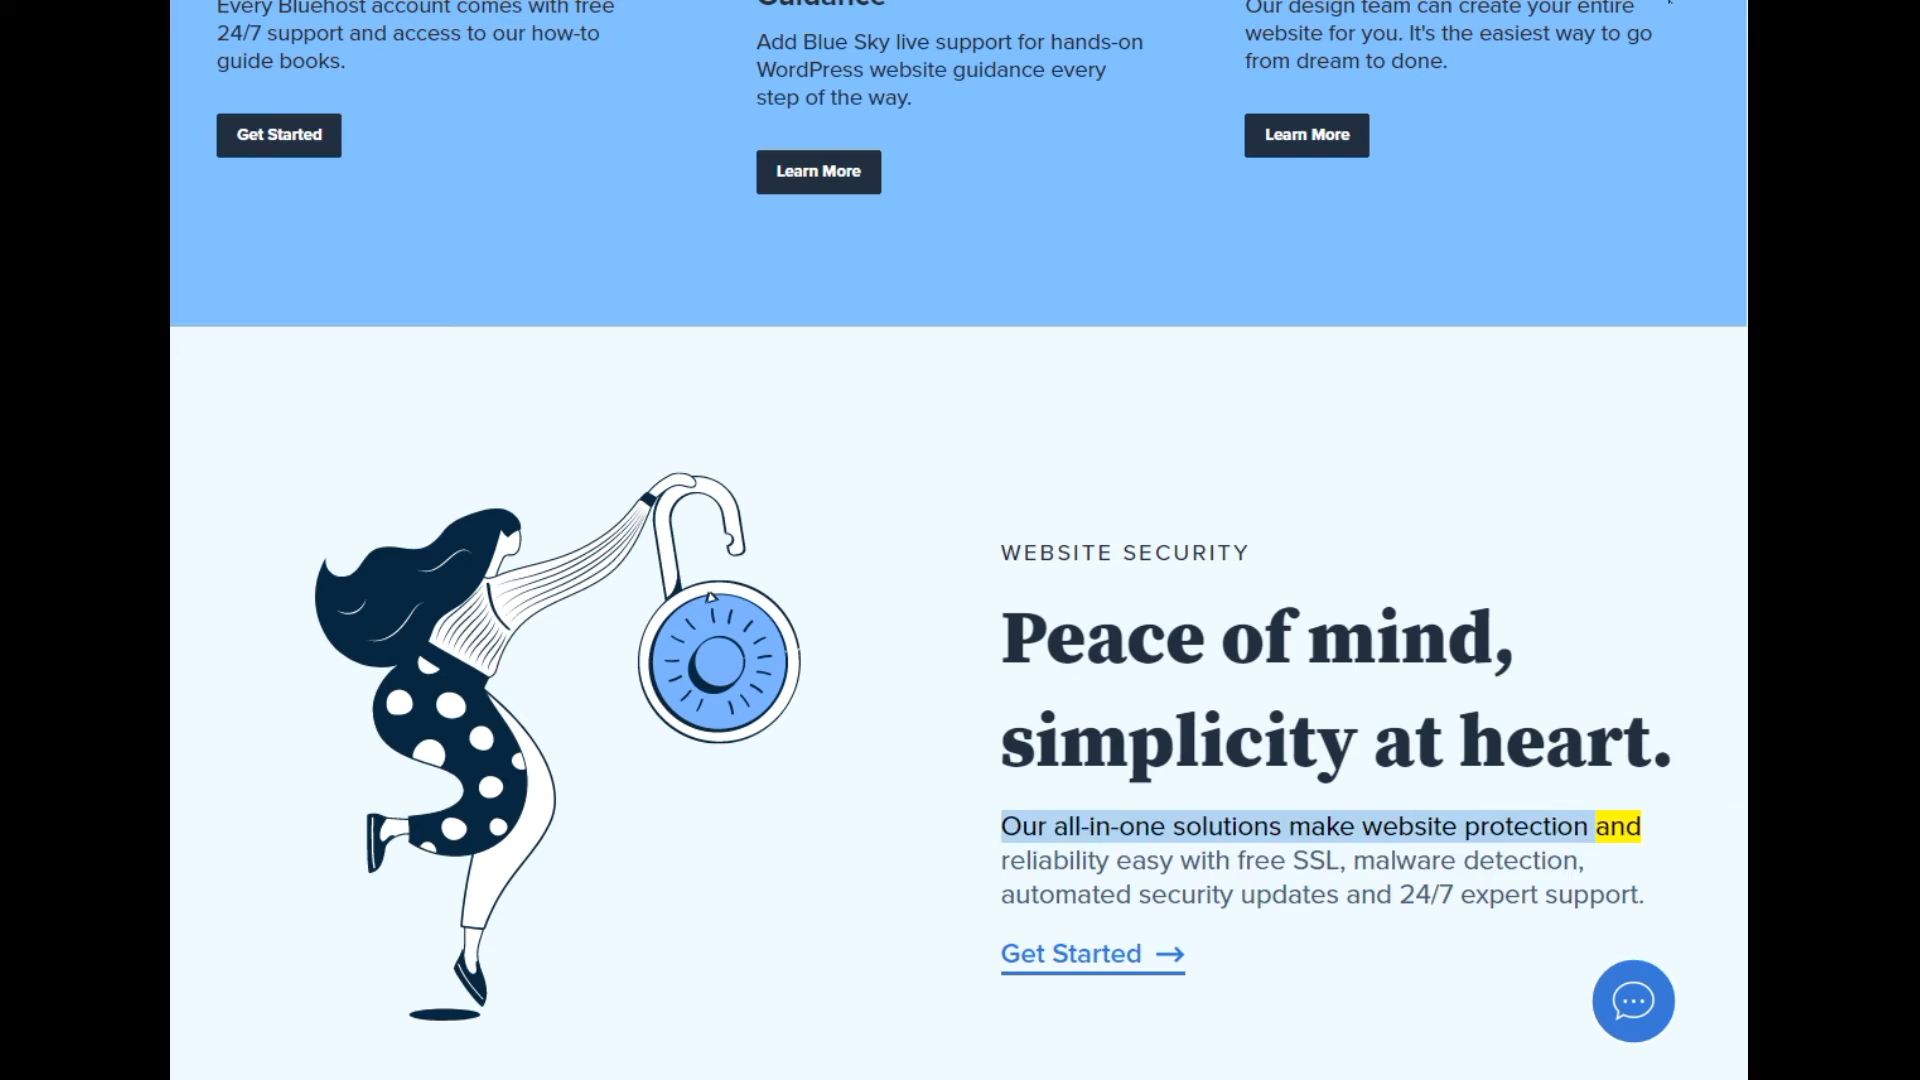 Every Bluehost account comes with free
24/7 support and access to our how-to
guide books.
Get Started
Guidance
Add Blue Sky live support for hands-on
WordPress website guidance every
step of the way.
Learn More
Our design team can create your entire
website for you. It's the easiest way to go
from dream to done.
Learn More
WEBSITE SECURITY
Peace of mind,
simplicity at heart.
Our all-in-one solutions make website protection and
reliability easy with free SSL, malware detection,
automated security updates and 24/7 expert support.
Get Started →